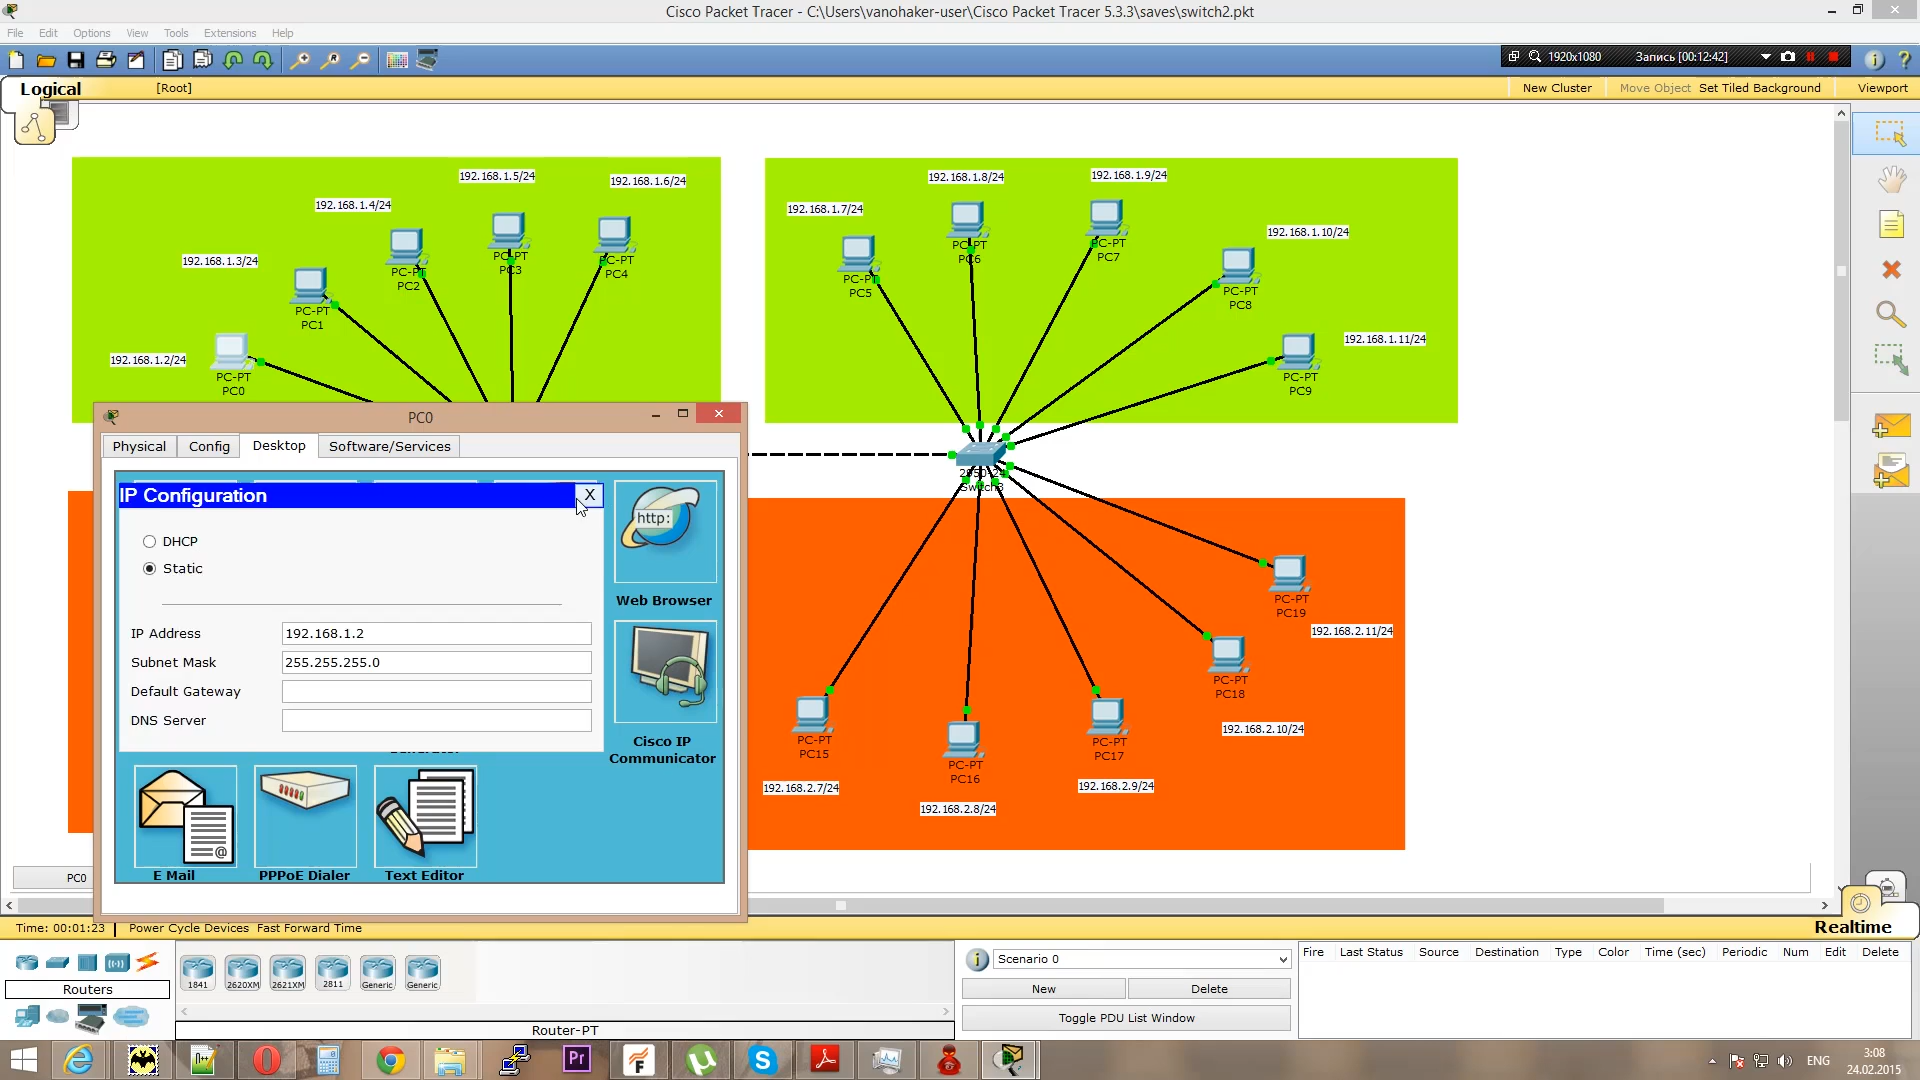 Cisco Packet Tracer - C:\Users\vanohaker-user\Cisco Packet Tracer 5.3.3\saves\switch2.pkt
File Edit Options View Tools Extensions Help
1920x1080 Запись [00:12:42]
Logical [Root] New Cluster Move Object Set Tiled Background Viewport
192.168.1.2/24
PC-PT
PC0
192.168.1.3/24
PC-PT
PC1
192.168.1.4/24
PC-PT
PC2
192.168.1.5/24
PC-PT
PC3
192.168.1.6/24
PC-PT
PC4
192.168.1.7/24
PC-PT
PC5
192.168.1.8/24
PC-PT
PC6
192.168.1.9/24
PC-PT
PC7
192.168.1.10/24
PC-PT
PC8
192.168.1.11/24
PC-PT
PC9
2950-24
Switch3
PC-PT
PC19
192.168.2.11/24
PC-PT
PC18
192.168.2.10/24
PC-PT
PC17
192.168.2.9/24
PC-PT
PC16
192.168.2.8/24
PC-PT
PC15
192.168.2.7/24
PC0
Physical Config Desktop Software/Services
IP Configuration X
DHCP
Static
IP Address 192.168.1.2
Subnet Mask 255.255.255.0
Default Gateway
DNS Server
http:
Web Browser
Cisco IP
Communicator
E Mail PPPoE Dialer Text Editor
PC0
Time: 00:01:23 Power Cycle Devices Fast Forward Time Realtime
Routers
1841 2620XM 2621XM 2811 Generic Generic
Router-PT
Scenario 0
New Delete
Toggle PDU List Window
Fire Last Status Source Destination Type Color Time (sec) Periodic Num Edit Delete
Pr
ENG
3:08
24.02.2015